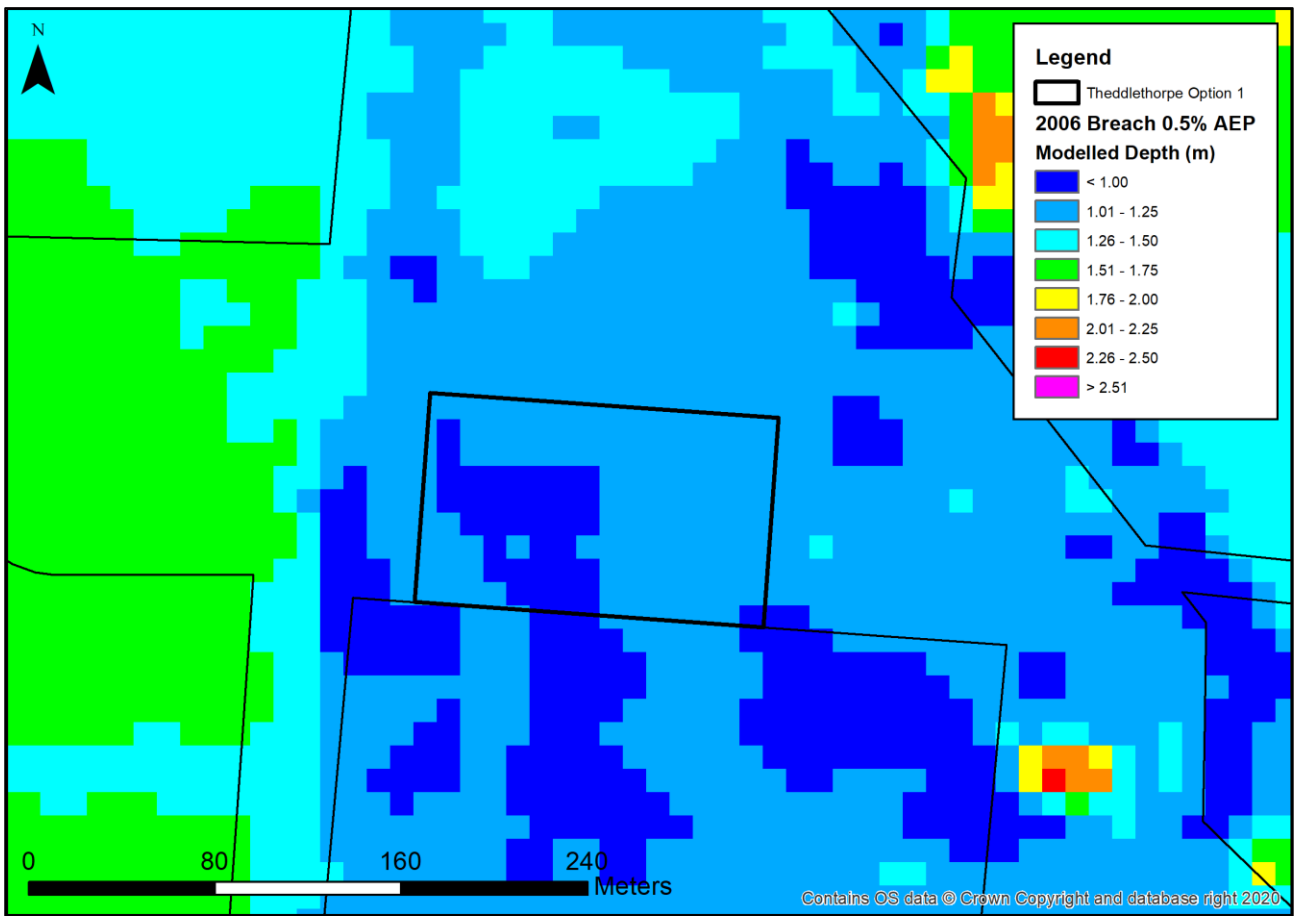 N
Legend
Theddlethorpe Option 1
2006 Breach 0.5% AEP
Modelled Depth (m)
< 1.00
1.01 - 1.25
1.26 - 1.50
1.51 - 1.75
1.76 - 2.00
2.01 - 2.25
2.26 - 2.50
> 2.51
0 80 160 240
Meters
Contains OS data © Crown Copyright and database right 2020